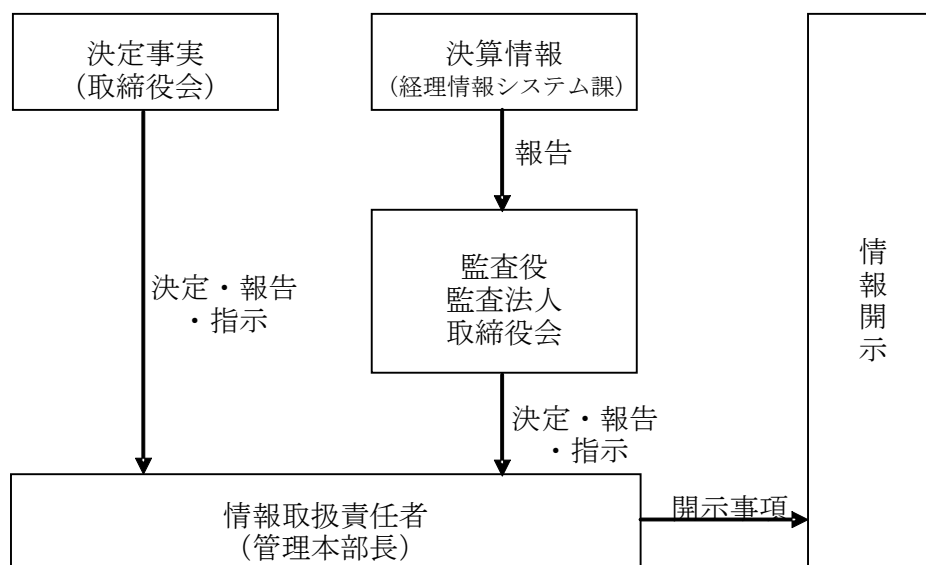 決定事実
（取締役会）
決算情報
（経理情報システム課）
報告
監査役
監査法人
取締役会
決定・報告
・指示
決定・報告
・指示
情報取扱責任者
（管理本部長）
開示事項
情報開示